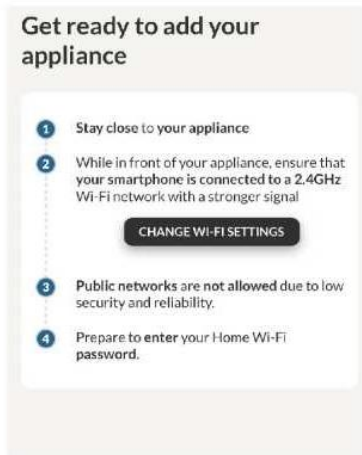 Get ready to add your
appliance
1 Stay close to your appliance
2 While in front of your appliance, ensure that
your smartphone is connected to a 2.4GHz
Wi-Fi network with a stronger signal
CHANGE WI-FI SETTINGS
3 Public networks are not allowed due to low
security and reliability.
4 Prepare to enter your Home Wi-Fi
password.